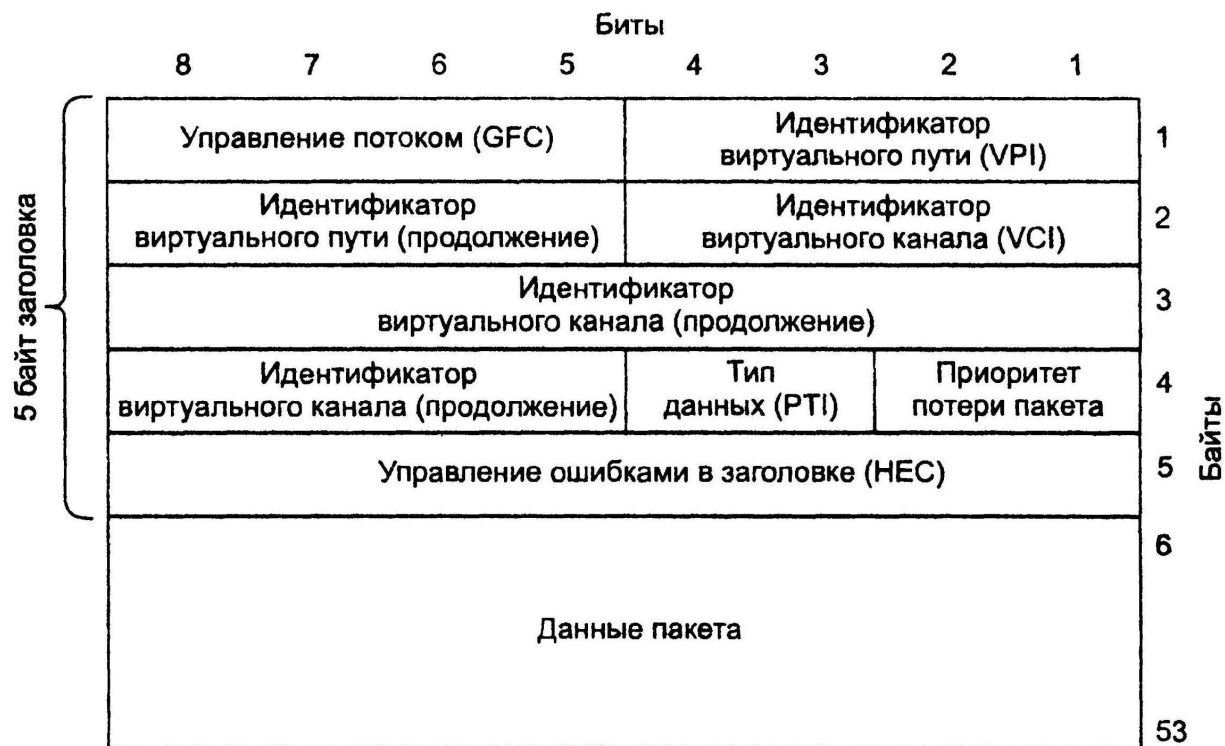 Биты
8 7 6 5 4 3 2 1
Управление потоком (GFC)
Идентификатор
виртуального пути (VPI)
1
Идентификатор
виртуального пути (продолжение)
Идентификатор
виртуального канала (VCI)
2
Идентификатор
виртуального канала (продолжение)
3
Идентификатор
виртуального канала (продолжение)
Тип
данных (PTI)
Приоритет
потери пакета
4
Управление ошибками в заголовке (HEC)
5
5 байт заголовка
Байты
6
Данные пакета
53